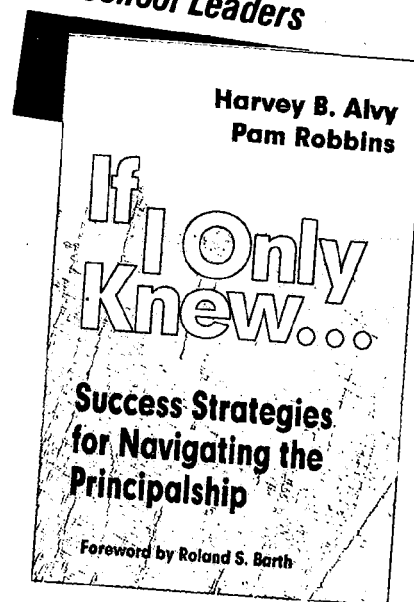 School Leaders
Harvey B. Alvy
Pam Robbins
If
I Only
Knew...
Success Strategies
for Navigating the
Principalship
Foreword by Roland S. Barth